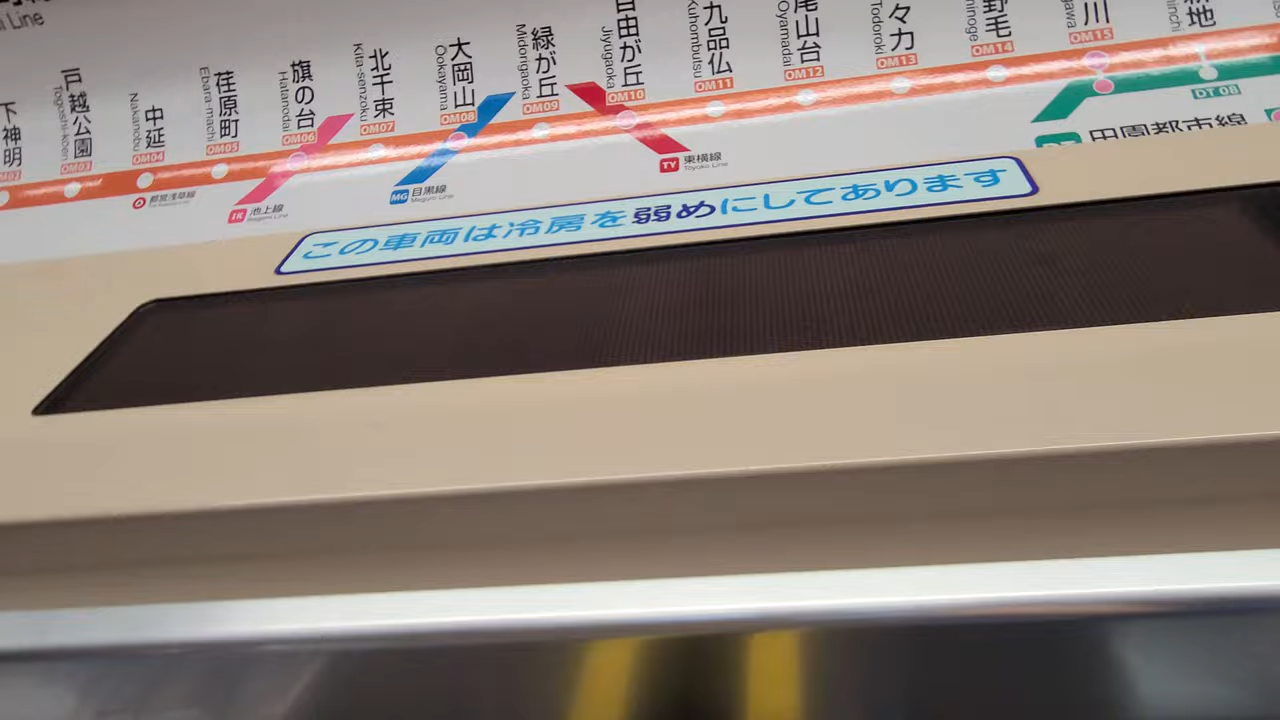 Line
下神明
戸越公園
Togoshi-koen
OM03
中延
Nakanobu
OM04
荏原町
Ebara-machi
OM05
旗の台
Hatanodai
OM06
北千束
Kita-senzoku
OM07
大岡山
Ookayama
OM08
緑が丘
Midorigaoka
OM09
自由が丘
Jiyugaoka
OM10
九品仏
Kuhombutsu
OM11
尾山台
Oyamadai
OM12
々力
Todoroki
OM13
野毛
OM14
川
OM15
新地
DT 08
都営浅草線
IK 池上線
MG 目黒線
Meguro Line
TY 東横線
Toyoko Line
田園都市線
この車両は冷房を弱めにしてあります